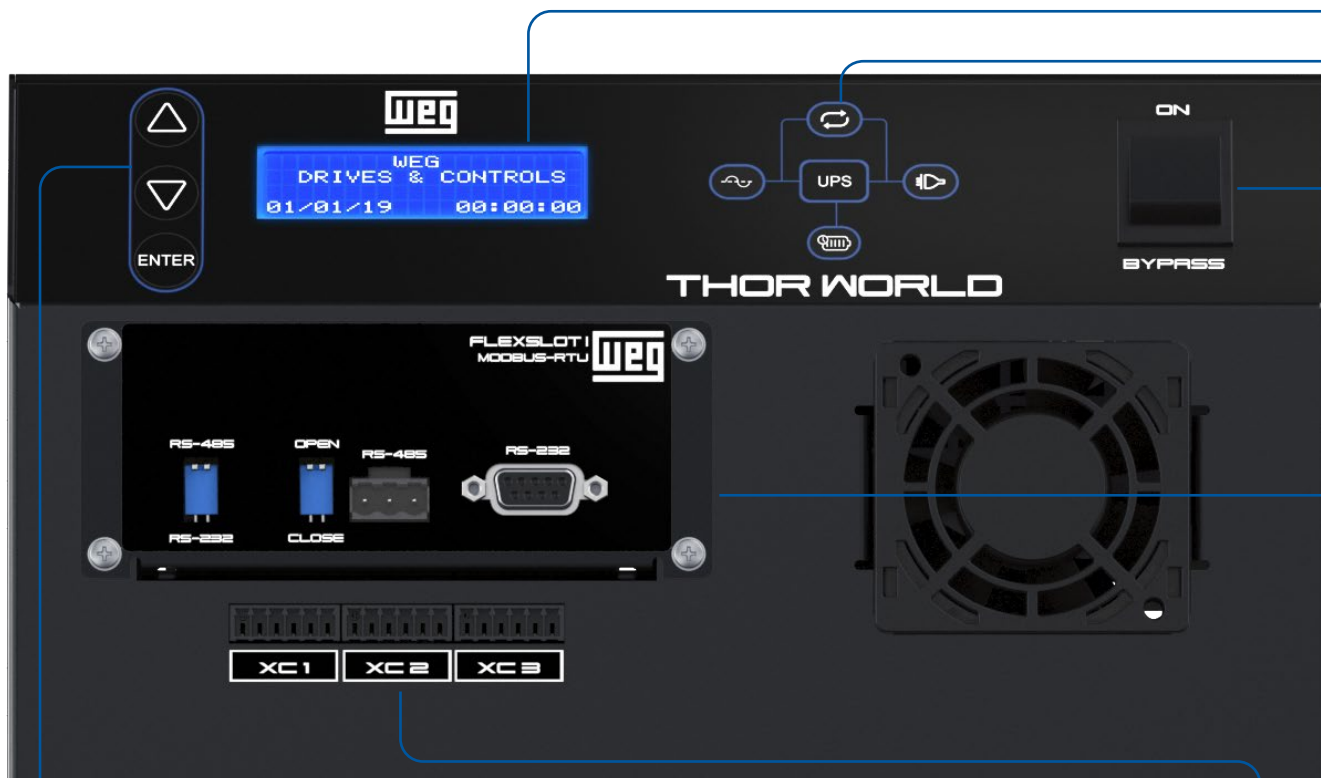 weg
ON
WEG
DRIVES & CONTROLS
01/01/19 00:00:00
UPS
ENTER
BYPASS
THOR WORLD
FLEXSLOT I
MODBUS-RTU
weg
RS-485
OPEN
RS-485
RS-232
RS-232
CLOSE
XC1
XC2
XC3